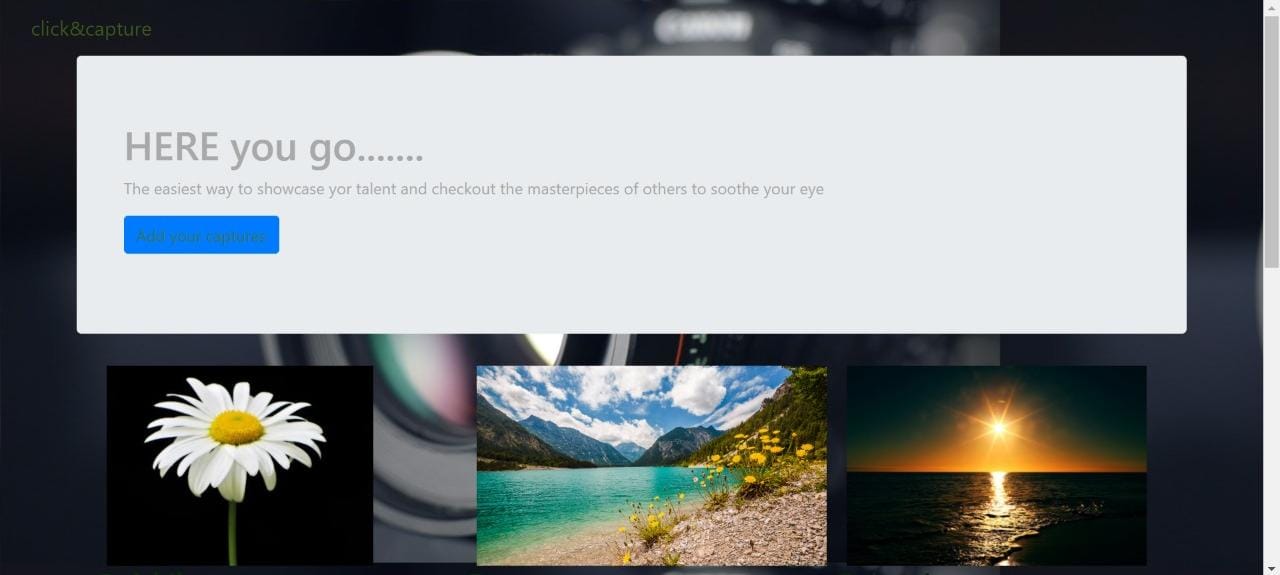 click&capture
HERE you go.......
The easiest way to showcase yor talent and checkout the masterpieces of others to soothe your eye
Add your captures